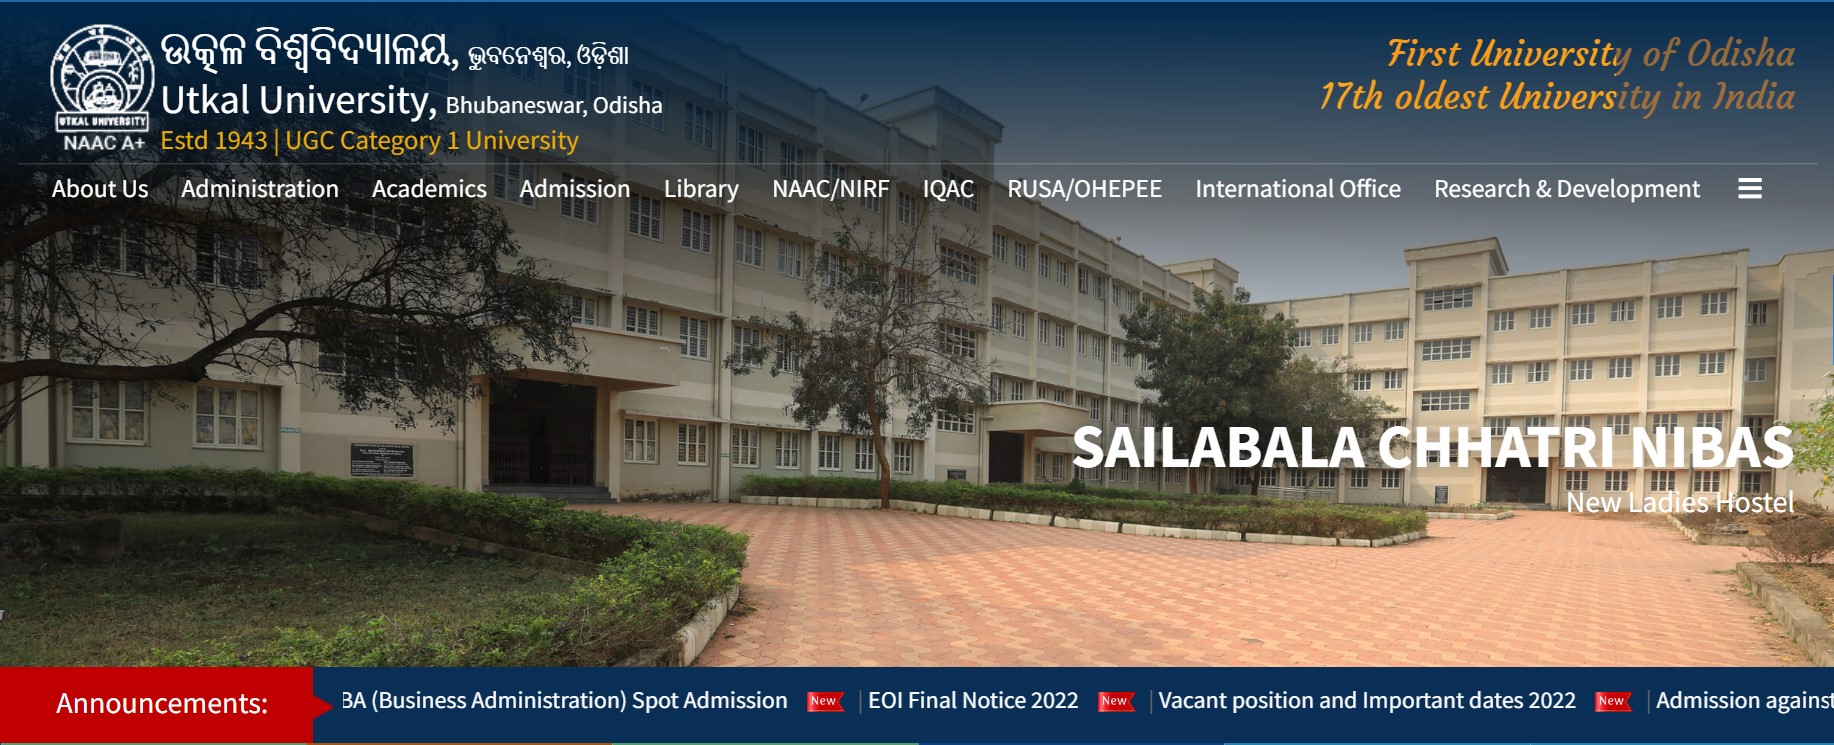 ଉତ୍କଳ ବିଶ୍ୱବିଦ୍ୟାଳୟ, ଭୁବନେଶ୍ୱର, ଓଡ଼ିଶା
Utkal University, Bhubaneswar, Odisha
Estd 1943 | UGC Category 1 University
UTKAL UNIVERSITY
NAAC A+
First University of Odisha
17th oldest University in India
About Us Administration Academics Admission Library NAAC/NIRF IQAC RUSA/OHEPEE International Office Research & Development
SAILABALA CHHATRI NIBAS
New Ladies Hostel
Announcements: BA (Business Administration) Spot Admission New | EOI Final Notice 2022 New | Vacant position and Important dates 2022 New | Admission against